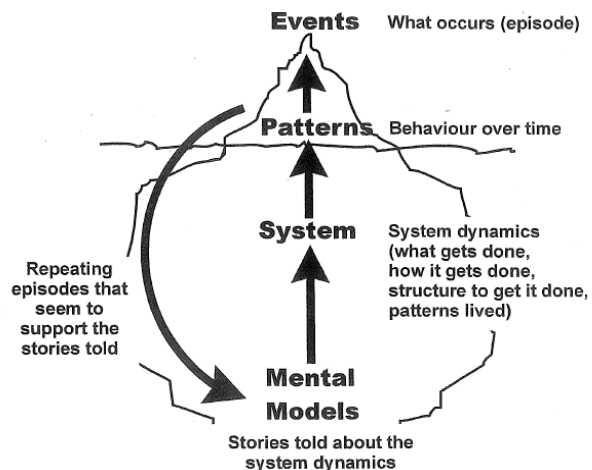 Events
What occurs (episode)
Patterns
Behaviour over time
System
System dynamics
(what gets done,
how it gets done,
structure to get it done,
patterns lived)
Repeating
episodes that
seem to
support the
stories told
Mental
Models
Stories told about the
system dynamics